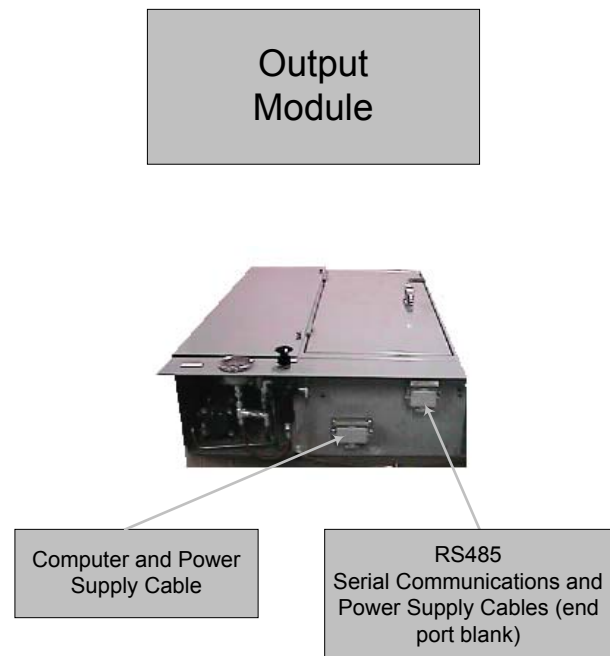 Output
Module
Computer and Power
Supply Cable
RS485
Serial Communications and
Power Supply Cables (end
port blank)